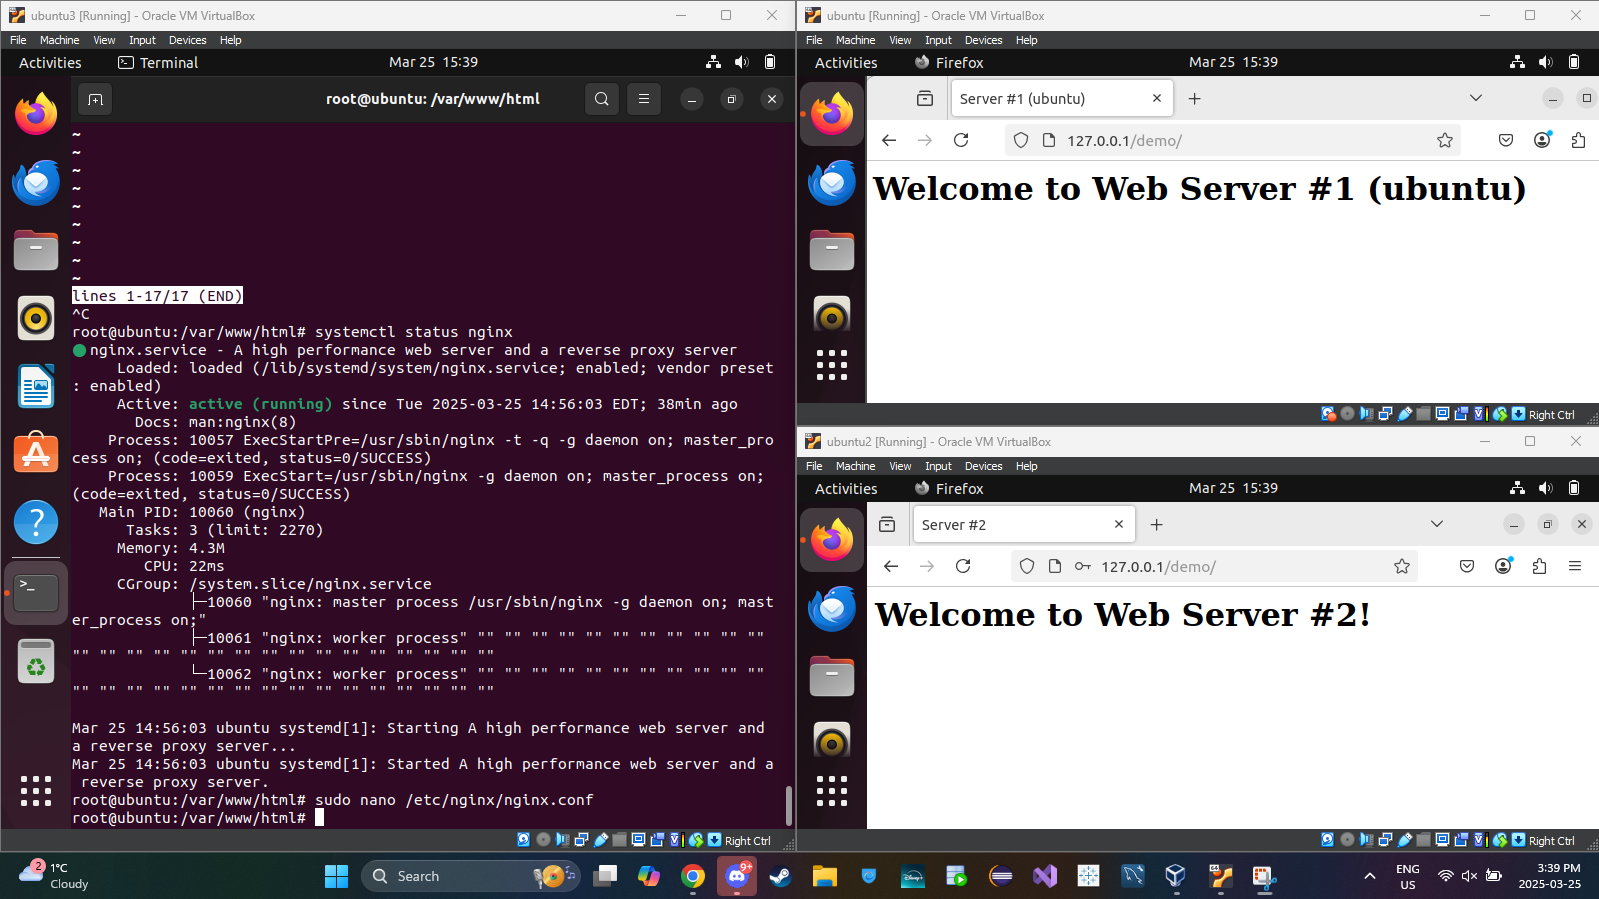 ubuntu3 [Running] - Oracle VM VirtualBox
File Machine View Input Devices Help
Activities Terminal Mar 25 15:39
root@ubuntu: /var/www/html
~
~
~
~
~
~
~
~
~
lines 1-17/17 (END)
^C
root@ubuntu:/var/www/html# systemctl status nginx
nginx.service - A high performance web server and a reverse proxy server
Loaded: loaded (/lib/systemd/system/nginx.service; enabled; vendor preset
: enabled)
Active: active (running) since Tue 2025-03-25 14:56:03 EDT; 38min ago
Docs: man:nginx(8)
Process: 10057 ExecStartPre=/usr/sbin/nginx -t -q -g daemon on; master_pro
cess on; (code=exited, status=0/SUCCESS)
Process: 10059 ExecStart=/usr/sbin/nginx -g daemon on; master_process on;
(code=exited, status=0/SUCCESS)
Main PID: 10060 (nginx)
Tasks: 3 (limit: 2270)
Memory: 4.3M
CPU: 22ms
CGroup: /system.slice/nginx.service
├─10060 "nginx: master process /usr/sbin/nginx -g daemon on; mast
er_process on;"
├─10061 "nginx: worker process" "" "" "" "" "" "" "" "" "" "" ""
"" "" "" "" "" "" "" "" "" "" "" "" "" "" "" ""
└─10062 "nginx: worker process" "" "" "" "" "" "" "" "" "" "" ""
"" "" "" "" "" "" "" "" "" "" "" "" "" "" "" ""
Mar 25 14:56:03 ubuntu systemd[1]: Starting A high performance web server and
a reverse proxy server...
Mar 25 14:56:03 ubuntu systemd[1]: Started A high performance web server and a
reverse proxy server.
root@ubuntu:/var/www/html# sudo nano /etc/nginx/nginx.conf
root@ubuntu:/var/www/html#
Right Ctrl
ubuntu [Running] - Oracle VM VirtualBox
File Machine View Input Devices Help
Activities Firefox Mar 25 15:39
Server #1 (ubuntu)
127.0.0.1/demo/
Welcome to Web Server #1 (ubuntu)
Right Ctrl
ubuntu2 [Running] - Oracle VM VirtualBox
File Machine View Input Devices Help
Activities Firefox Mar 25 15:39
Server #2
127.0.0.1/demo/
Welcome to Web Server #2!
Right Ctrl
2
1°C
Cloudy
Search
9+
Disney+
ENG
US
3:39 PM
2025-03-25